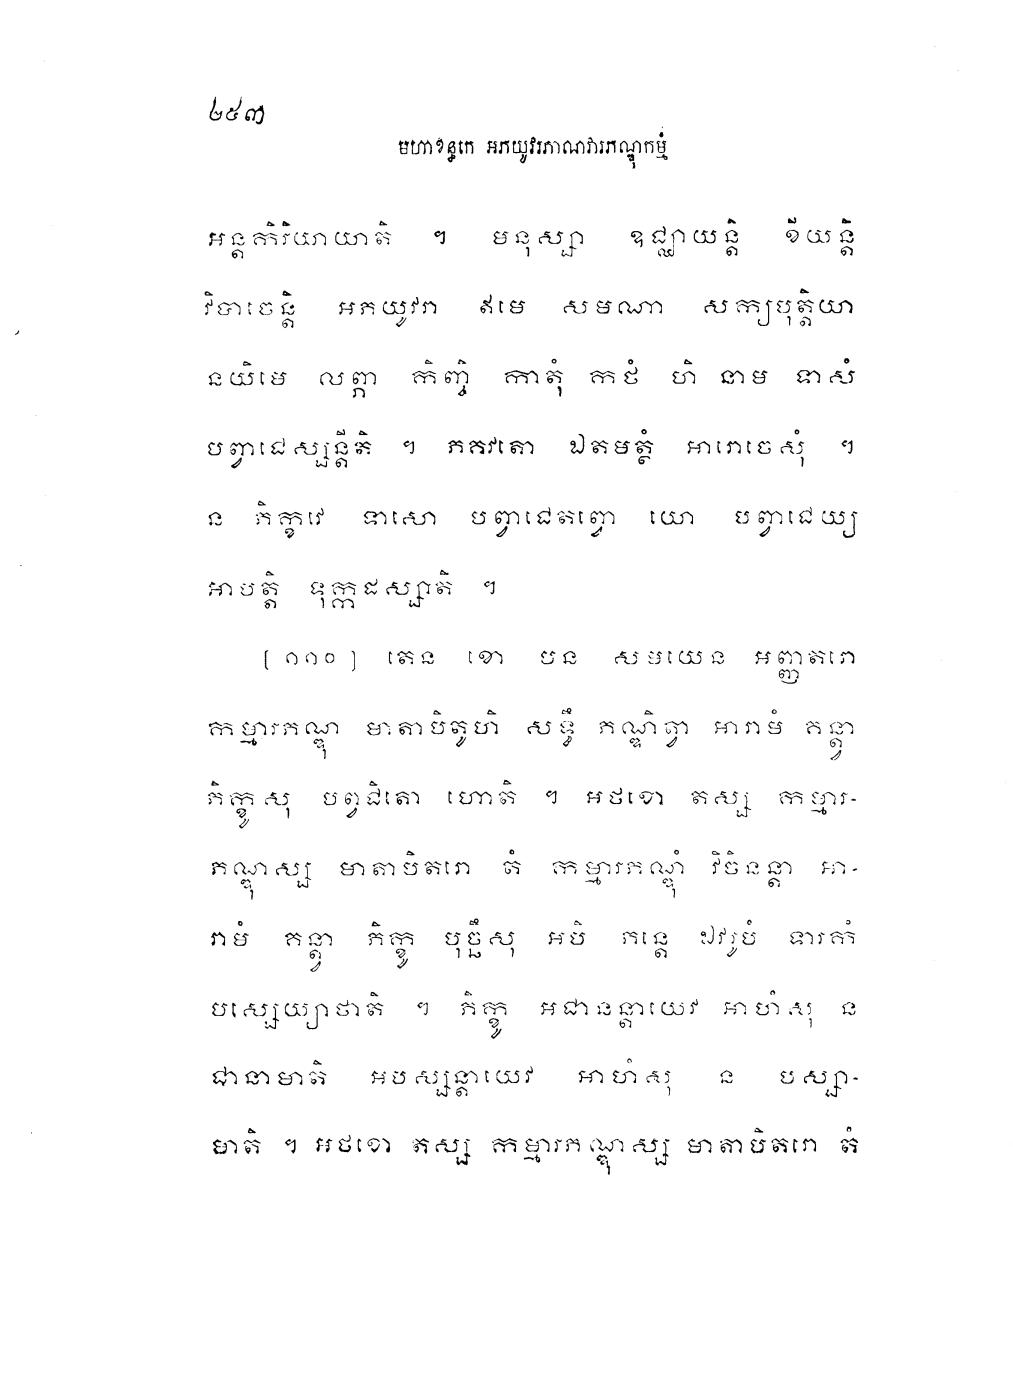 ២៥៧
មហាខន្ធកេ អភយូវរភាណវារភណ្ឌុកម្មំ
អន្តកិរិយាយាតិ ។ មនុស្សា ឧជ្ឈាយន្តិ ខីយន្តិ
វិបាចេន្តិ អភយូវរា ឥមេ សមណា សក្យបុត្តិយា
នយិមេ លព្ភា កិញ្ចិ កាតុំ កថំ ហិ នាម ទាសំ
បញ្វាជេស្សន្តីតិ ។ ភគវតោ ឯតមត្ថំ អារោចេសុំ ។
ន ភិក្ខវេ ទាសោ បព្វាជេតព្វោ យោ បព្វាជេយ្យ
អាបត្តិ ទុក្កដស្សាតិ ។
[ ១១០ ] តេន ខោ បន សមយេន អញ្ញតរោ
កម្មារភណ្ឌុ មាតាបិតូហិ សទ្ធឹ ភណ្ឌិត្វា អារាមំ គន្ត្វា
ភិក្ខូសុ បព្វជិតោ ហោតិ ។ អថខោ តស្ស កម្មារ-
ភណ្ឌុស្ស មាតាបិតរោ តំ កម្មារភណ្ឌុំ វិចិនន្តា អា-
រាមំ គន្ត្វា ភិក្ខូ បុច្ឆឹសុ អបិ ភន្តេ ឯវរូបំ ទារកំ
បស្សេយ្យាថាតិ ។ ភិក្ខូ អជានន្តាយេវ អាហំសុ ន
ជានាមាតិ អបស្សន្តាយេវ អាហំសុ ន បស្សា-
មាតិ ។ អថខោ តស្ស កម្មារភណ្ឌុស្ស មាតាបិតរោ តំ